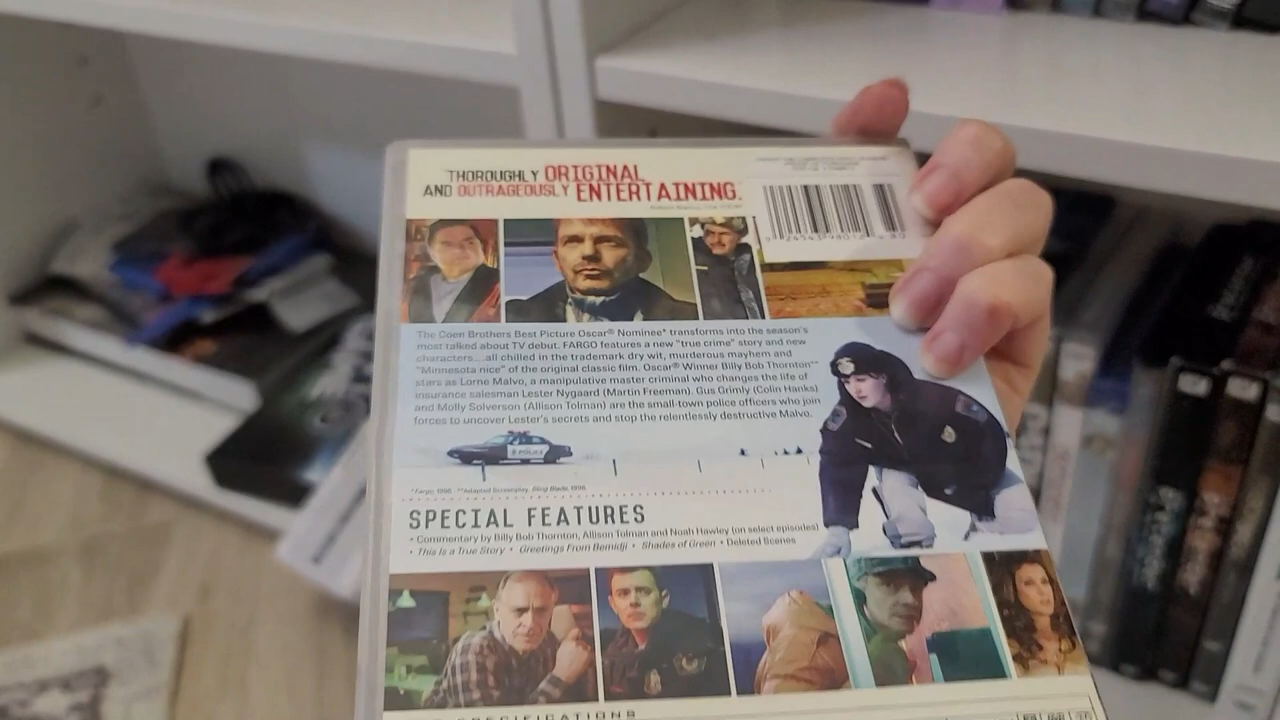 THOROUGHLY ORIGINAL
AND OUTRAGEOUSLY ENTERTAINING.
The Coen Brothers Best Picture Oscar® Nominee* transforms into the season's
most talked about TV debut. FARGO features a new "true crime" story and new
characters....all chilled in the trademark dry wit, murderous mayhem and
"Minnesota nice" of the original classic film. Oscar® Winner Billy Bob Thornton**
stars as Lorne Malvo, a manipulative master criminal who changes the life of
insurance salesman Lester Nygaard (Martin Freeman). Gus Grimly (Colin Hanks)
and Molly Solverson (Allison Tolman) are the small town police officers who join
forces to uncover Lester's secrets and stop the relentlessly destructive Malvo.
POLICE
*Fargo, 1996 **Adapted Screenplay, Sling Blade, 1996
SPECIAL FEATURES
• Commentary by Billy Bob Thornton, Allison Tolman and Noah Hawley (on select episodes)
• This Is a True Story • Greetings From Bemidji • Shades of Green • Deleted Scenes
SPECIFICATIONS